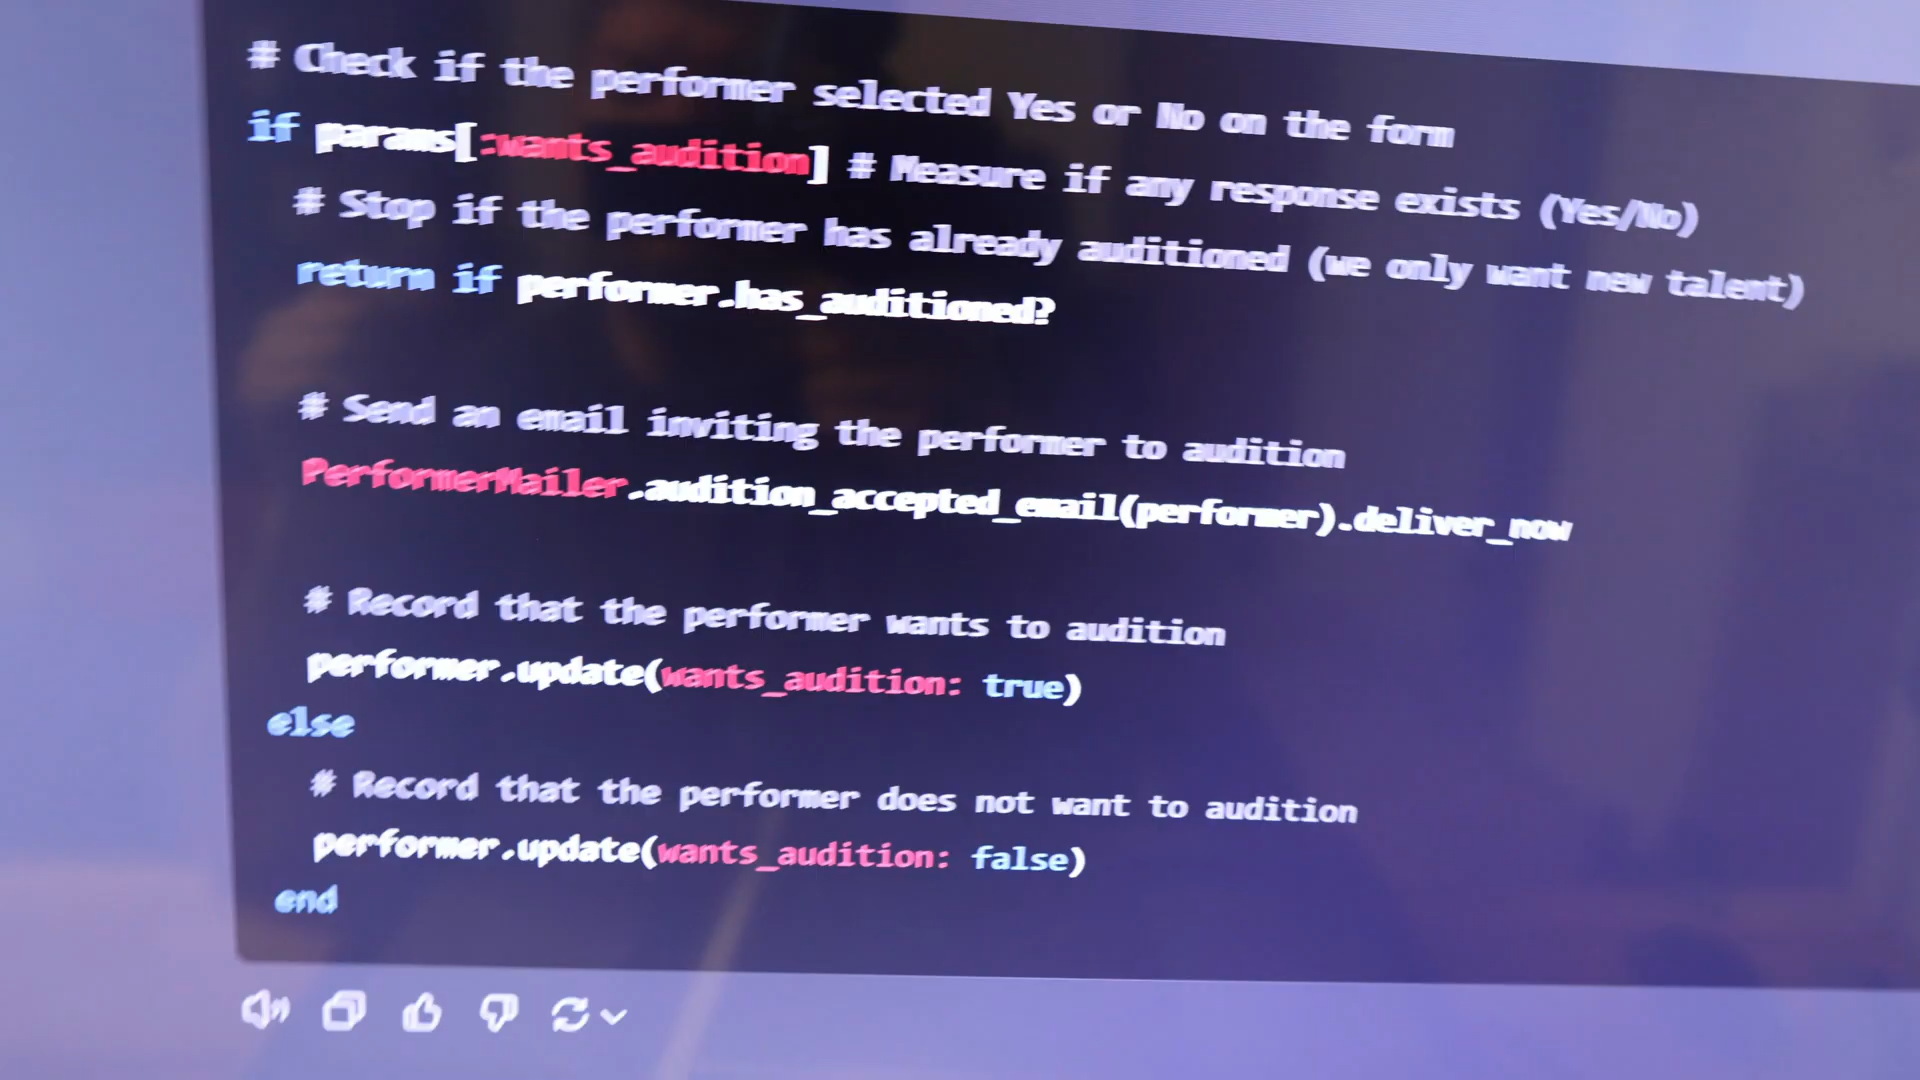 # Check if the performer selected Yes or No on the form
if params[:wants_audition] # Measure if any response exists (Yes/No)
# Stop if the performer has already auditioned (we only want new talent)
return if performer.has_auditioned?
# Send an email inviting the performer to audition
PerformerMailer.audition_accepted_email(performer).deliver_now
# Record that the performer wants to audition
performer.update(wants_audition: true)
else
# Record that the performer does not want to audition
performer.update(wants_audition: false)
end